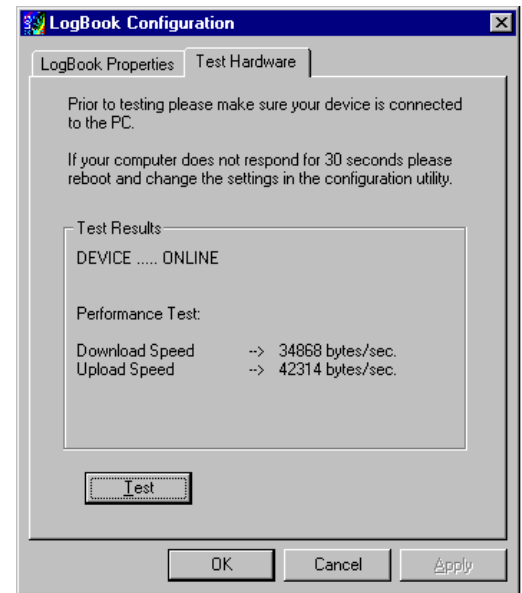 LogBook Configuration
LogBook Properties
Test Hardware
Prior to testing please make sure your device is connected
to the PC.
If your computer does not respond for 30 seconds please
reboot and change the settings in the configuration utility.
Test Results
DEVICE ..... ONLINE
Performance Test:
Download Speed --> 34868 bytes/sec.
Upload Speed --> 42314 bytes/sec.
Test
OK Cancel Apply